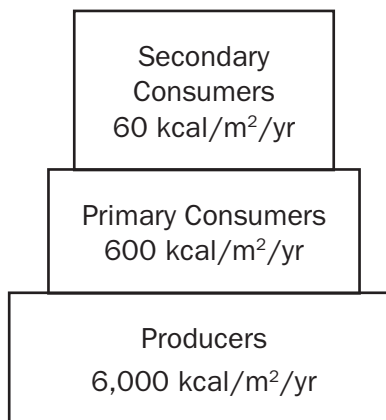 Secondary
Consumers
60 kcal/m²/yr
Primary Consumers
600 kcal/m²/yr
Producers
6,000 kcal/m²/yr